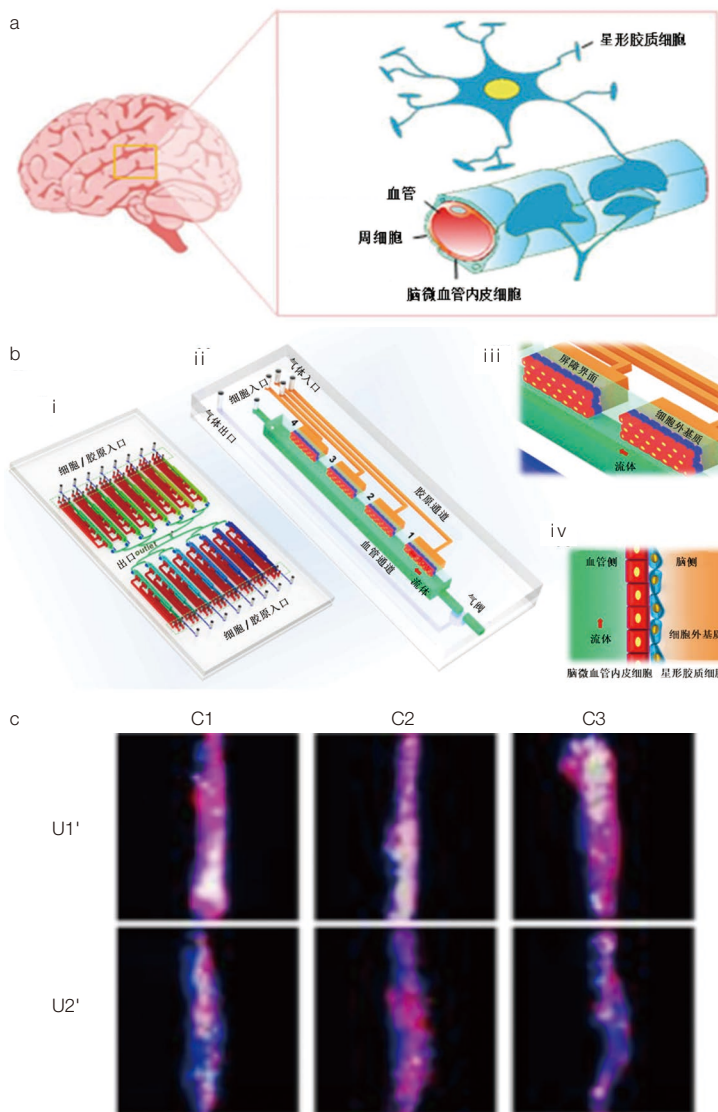 a
星形胶质细胞
血管
周细胞
脑微血管内皮细胞
b
i
细胞/胶原入口
出口outlet
细胞/胶原入口
ii
细胞入口
气体入口
气体出口
4
3
2
1
胶原通道
血管通道
流体
气阀
iii
屏障界面
细胞外基质
流体
iv
血管侧
脑侧
流体
细胞外基质
脑微血管内皮细胞
星形胶质细胞
c
C1
C2
C3
U1'
U2'